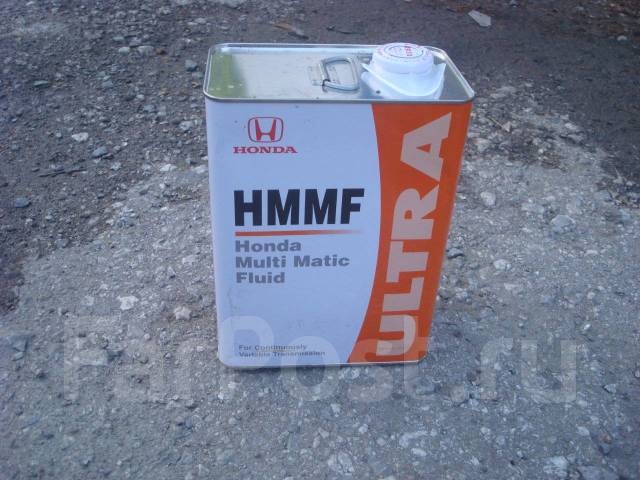 HONDA
HMMF
Honda
Multi Matic
Fluid
For Continuously
Variable Transmission
ULTRA
FarPost.ru